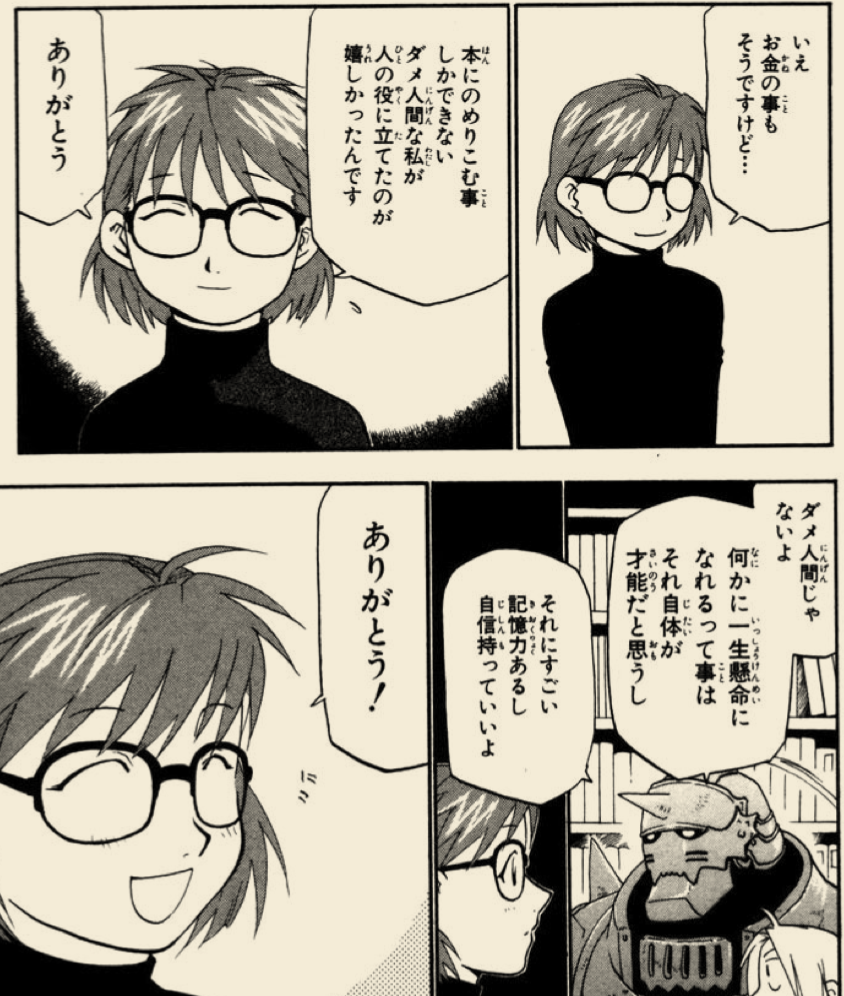 いえ
お金の事も
そうですけど…
本にのめりこむ事
しかできない
ダメ人間な私が
人の役に立てたのが
嬉しかったんです
ありがとう
ダメ人間じゃ
ないよ
何かに一生懸命に
なれるって事は
それ自体が
才能だと思うし
それにすごい
記憶力あるし
自信持っていいよ
ありがとう！